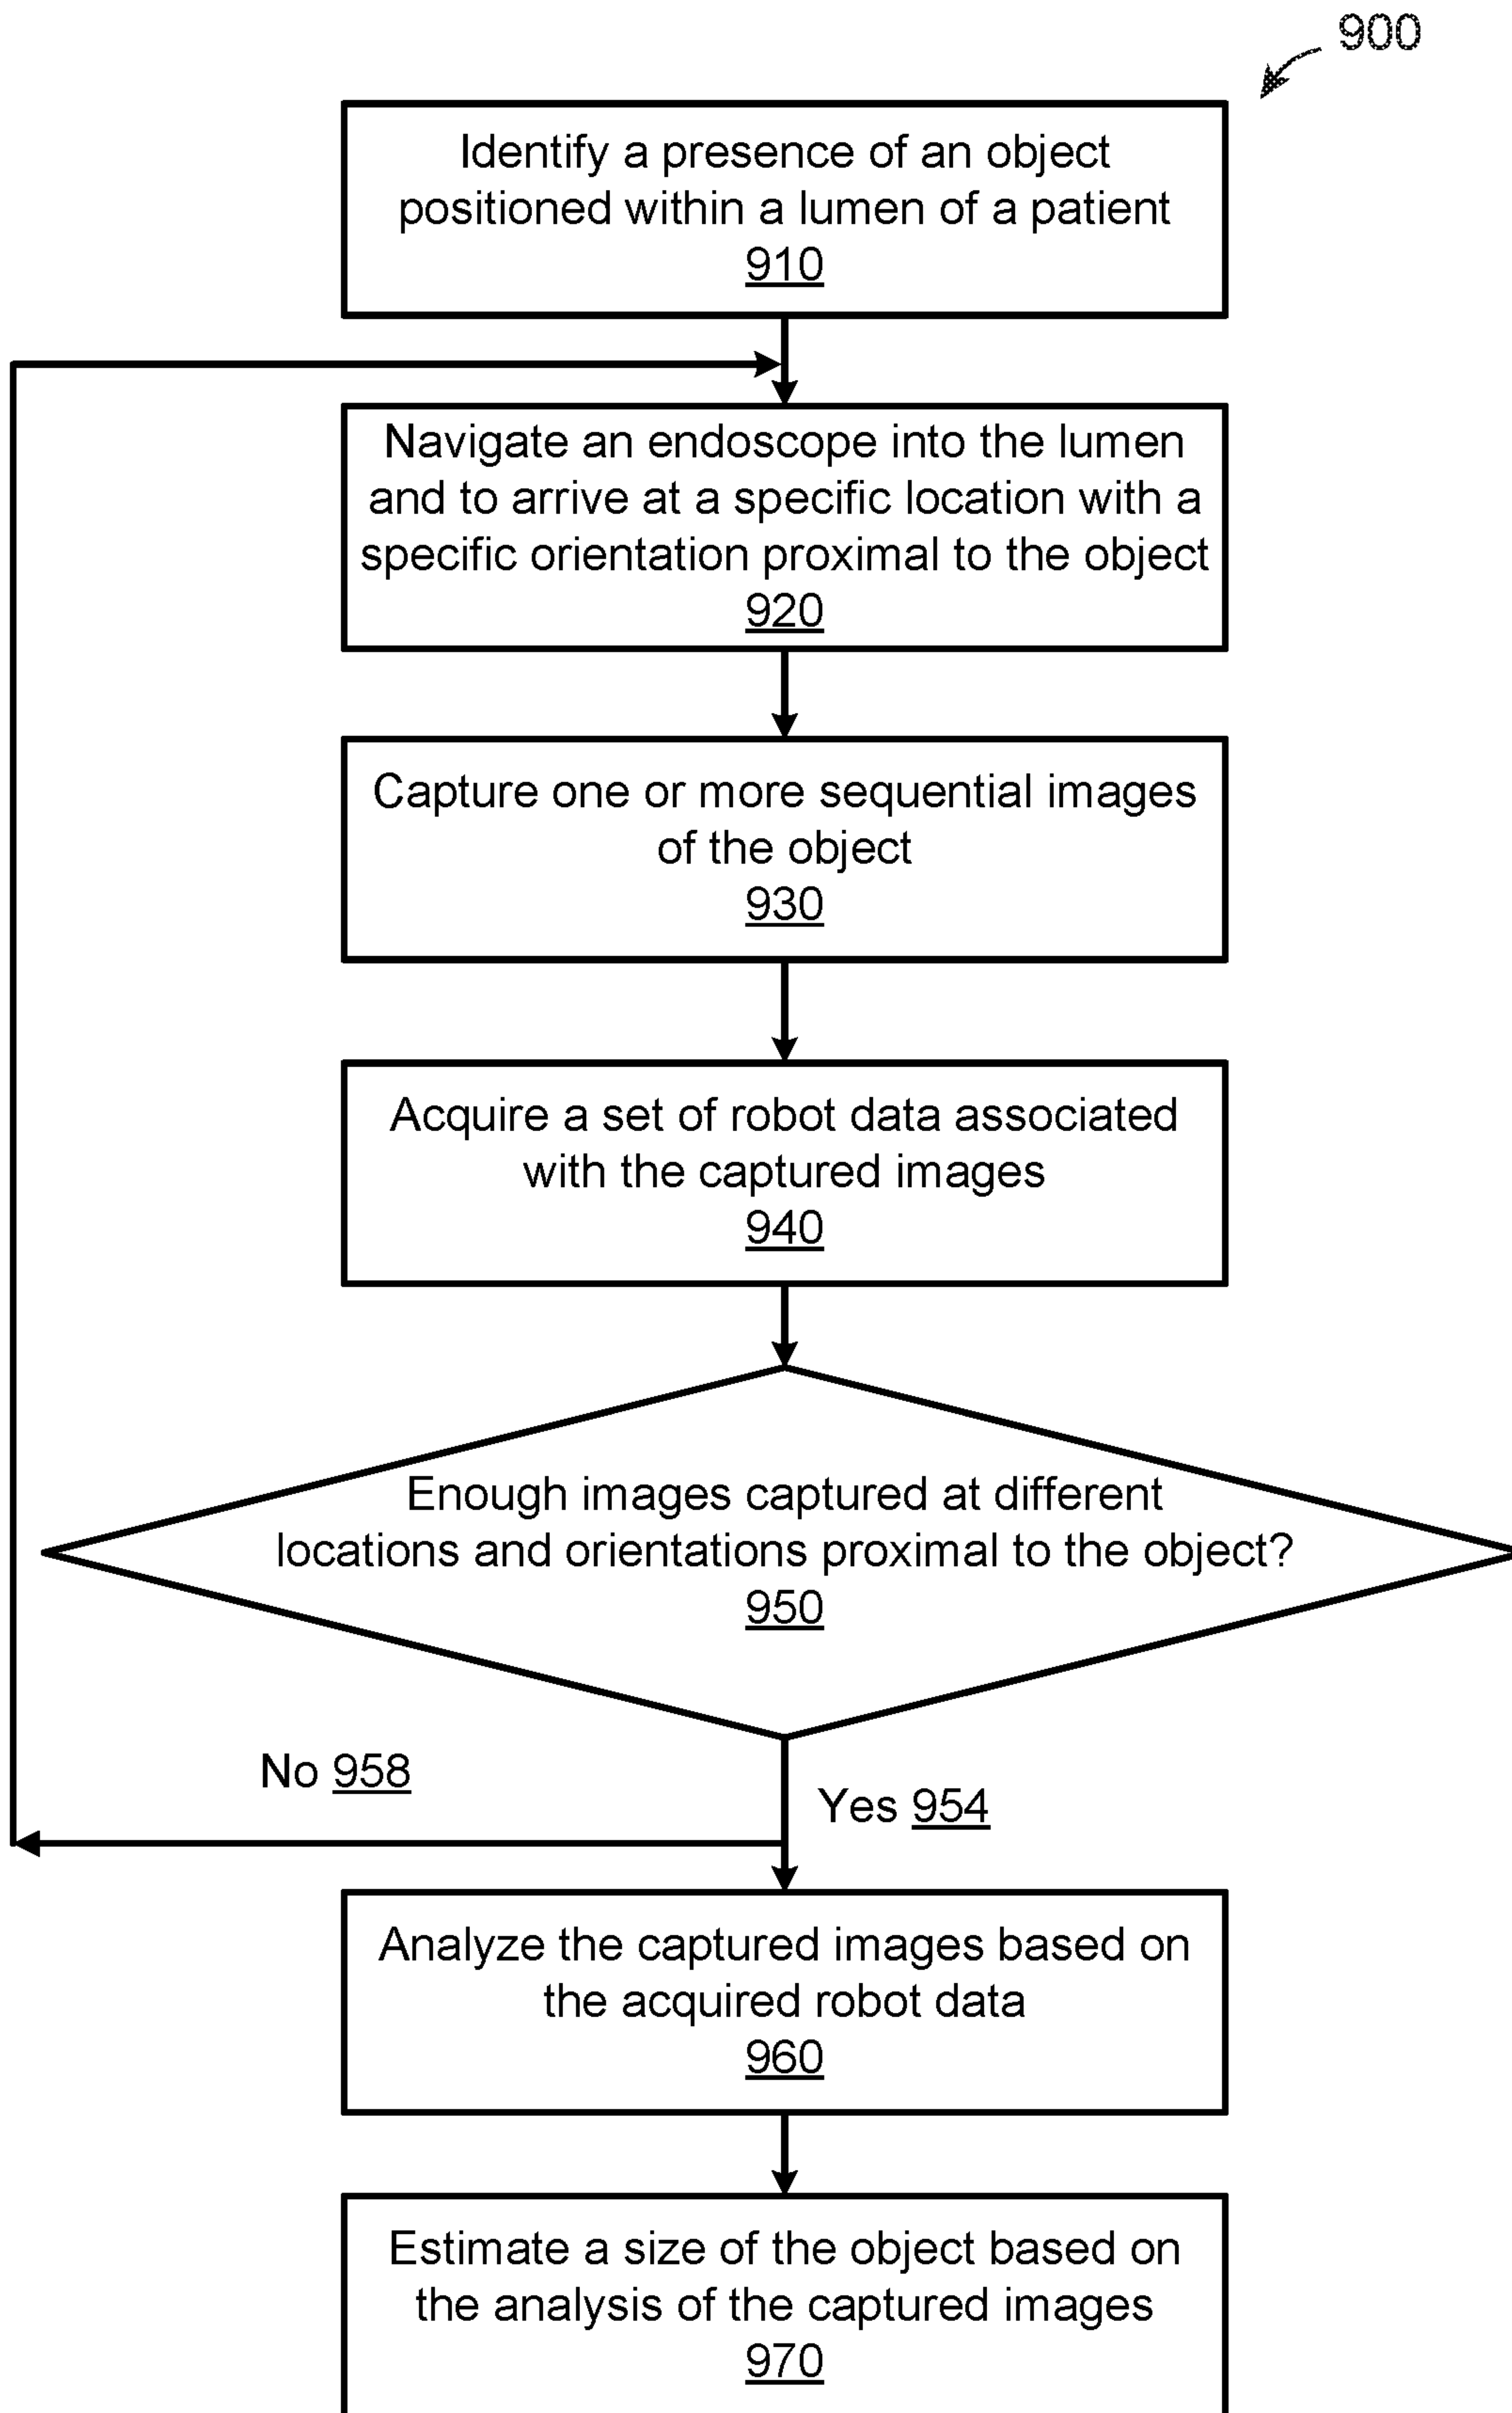 900
Identify a presence of an object
positioned within a lumen of a patient
910
Navigate an endoscope into the lumen
and to arrive at a specific location with a
specific orientation proximal to the object
920
Capture one or more sequential images
of the object
930
Acquire a set of robot data associated
with the captured images
940
Enough images captured at different
locations and orientations proximal to the object?
950
No 958
Yes 954
Analyze the captured images based on
the acquired robot data
960
Estimate a size of the object based on
the analysis of the captured images
970